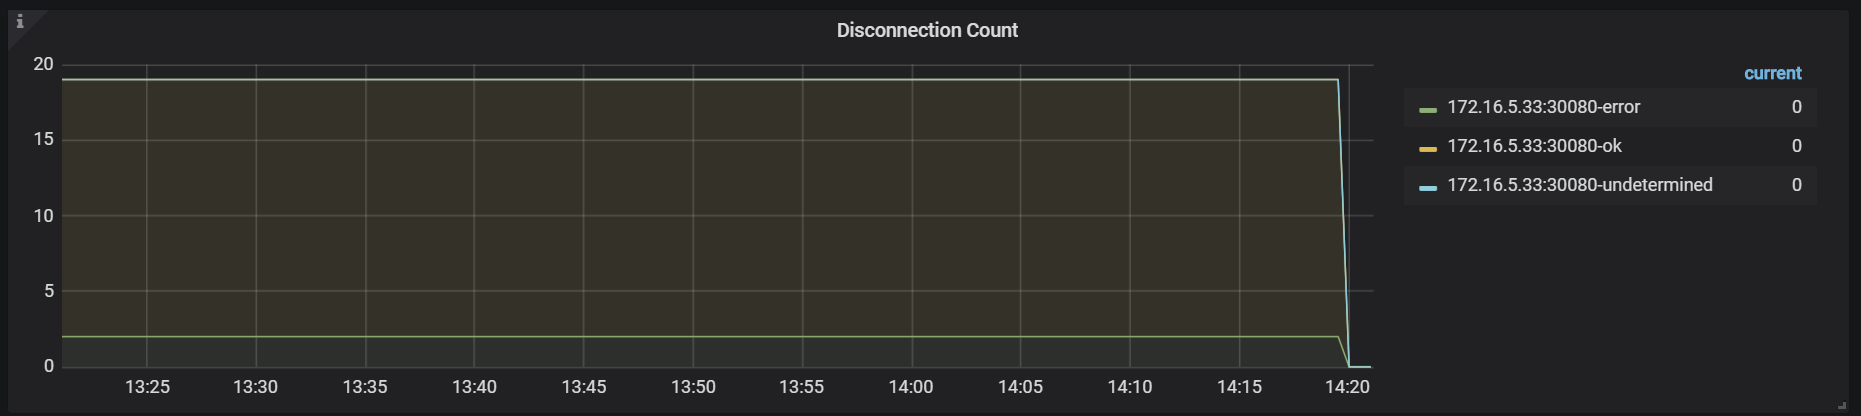 i
Disconnection Count
20
15
10
5
0
13:25 13:30 13:35 13:40 13:45 13:50 13:55 14:00 14:05 14:10 14:15 14:20
current
172.16.5.33:30080-error 0
172.16.5.33:30080-ok 0
172.16.5.33:30080-undetermined 0